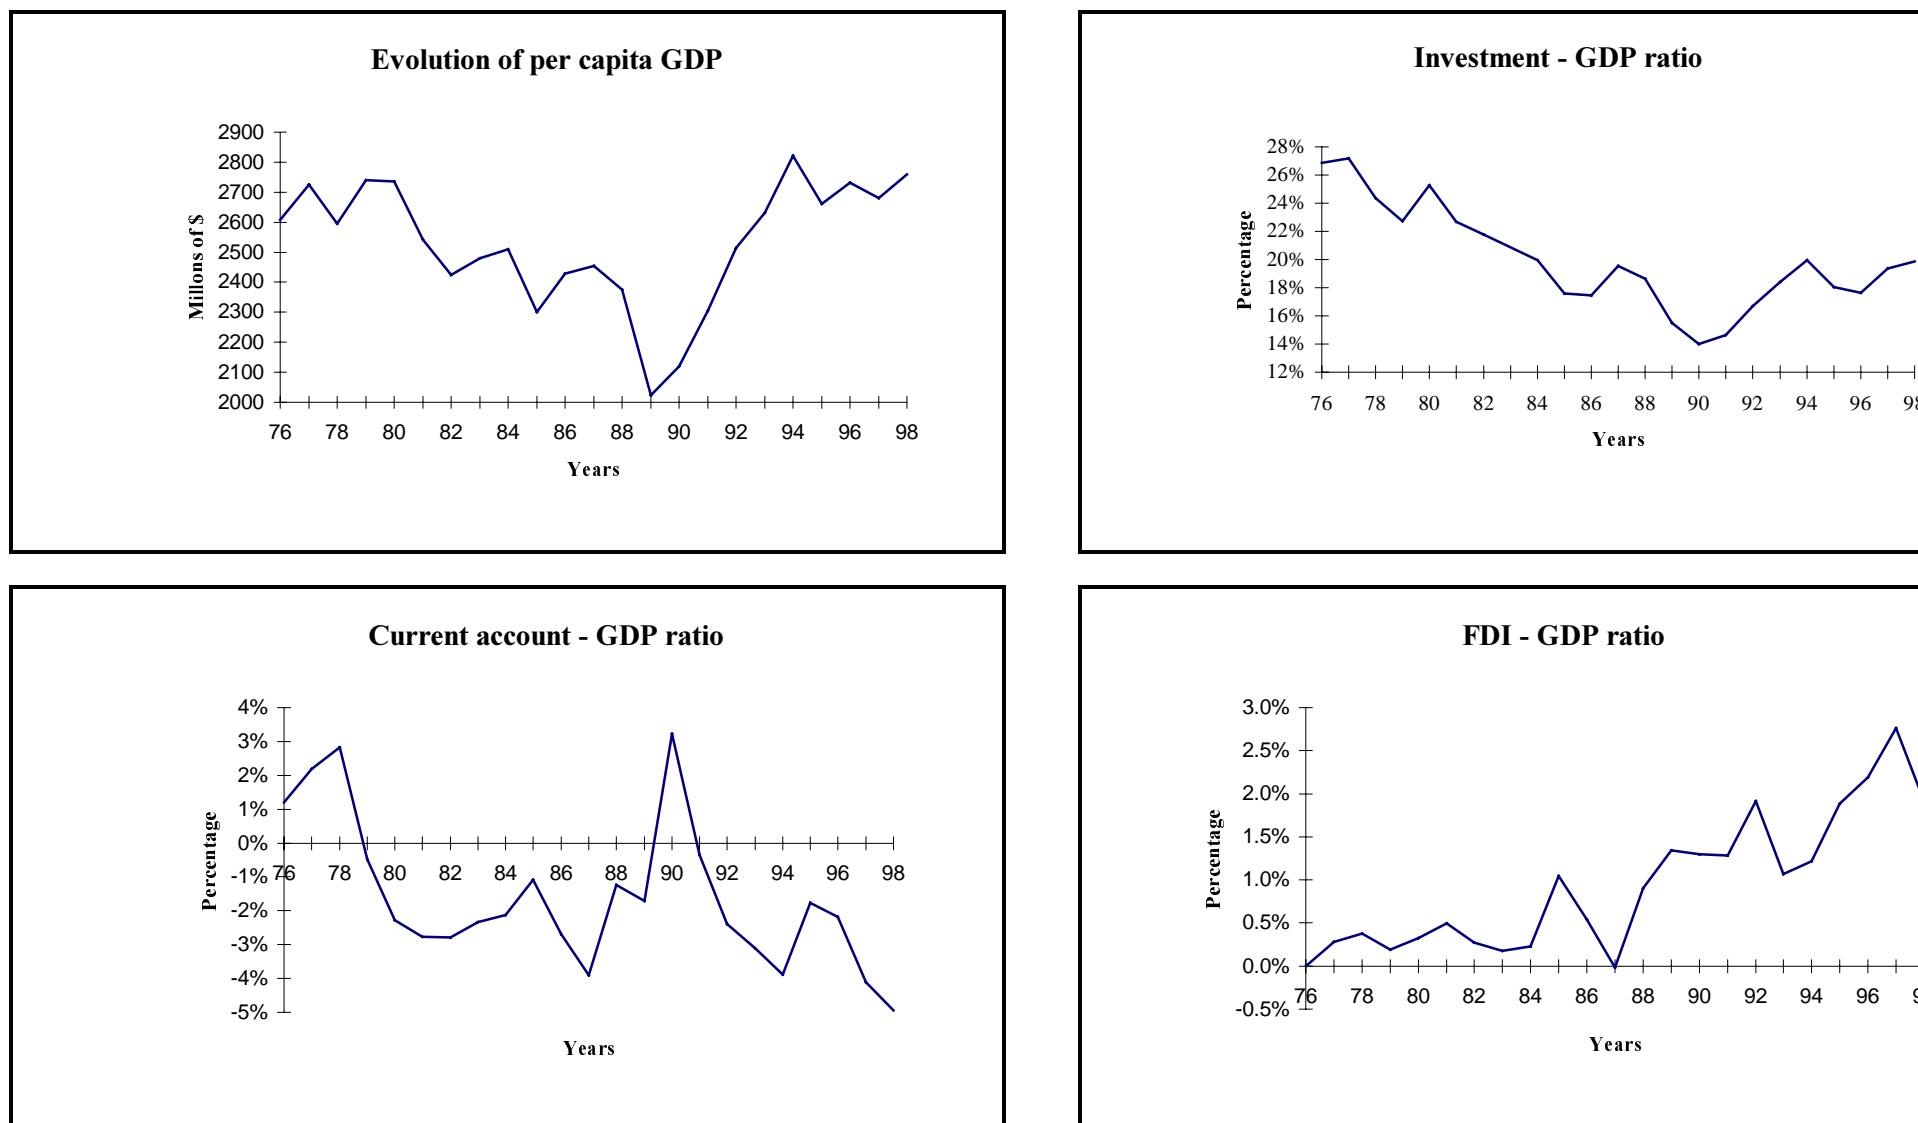 Evolution of per capita GDP
Millons of $
2900
2800
2700
2600
2500
2400
2300
2200
2100
2000
76 78 80 82 84 86 88 90 92 94 96 98
Years
Investment - GDP ratio
Percentage
28%
26%
24%
22%
20%
18%
16%
14%
12%
76 78 80 82 84 86 88 90 92 94 96 98
Years
Current account - GDP ratio
Percentage
4%
3%
2%
1%
0%
-1%
-2%
-3%
-4%
-5%
76 78 80 82 84 86 88 90 92 94 96 98
Years
FDI - GDP ratio
Percentage
3.0%
2.5%
2.0%
1.5%
1.0%
0.5%
0.0%
-0.5%
76 78 80 82 84 86 88 90 92 94 96
Years